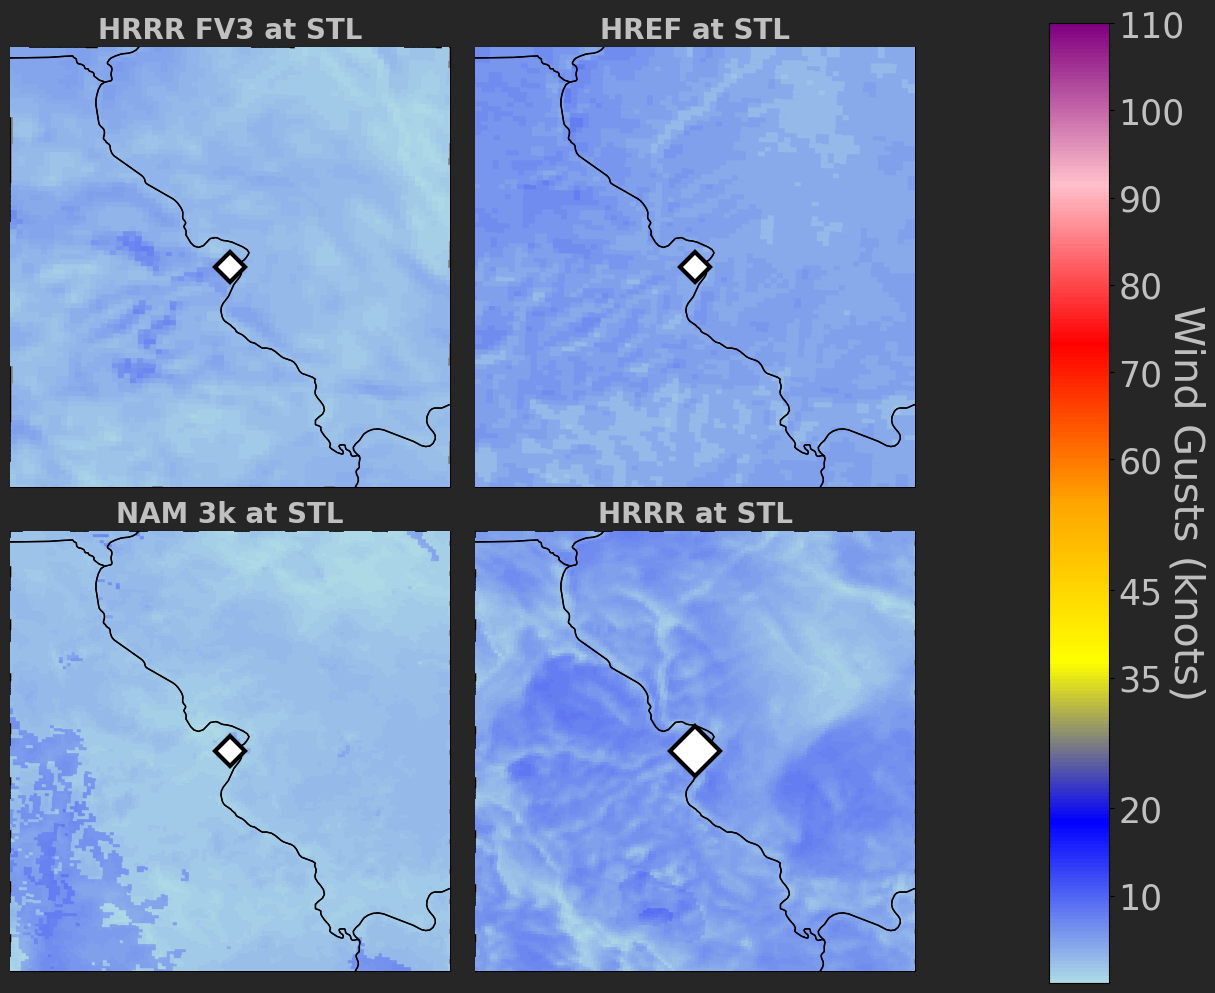 HRRR FV3 at STL
HREF at STL
NAM 3k at STL
HRRR at STL
110
100
90
80
70
60
45
35
20
10
Wind Gusts (knots)